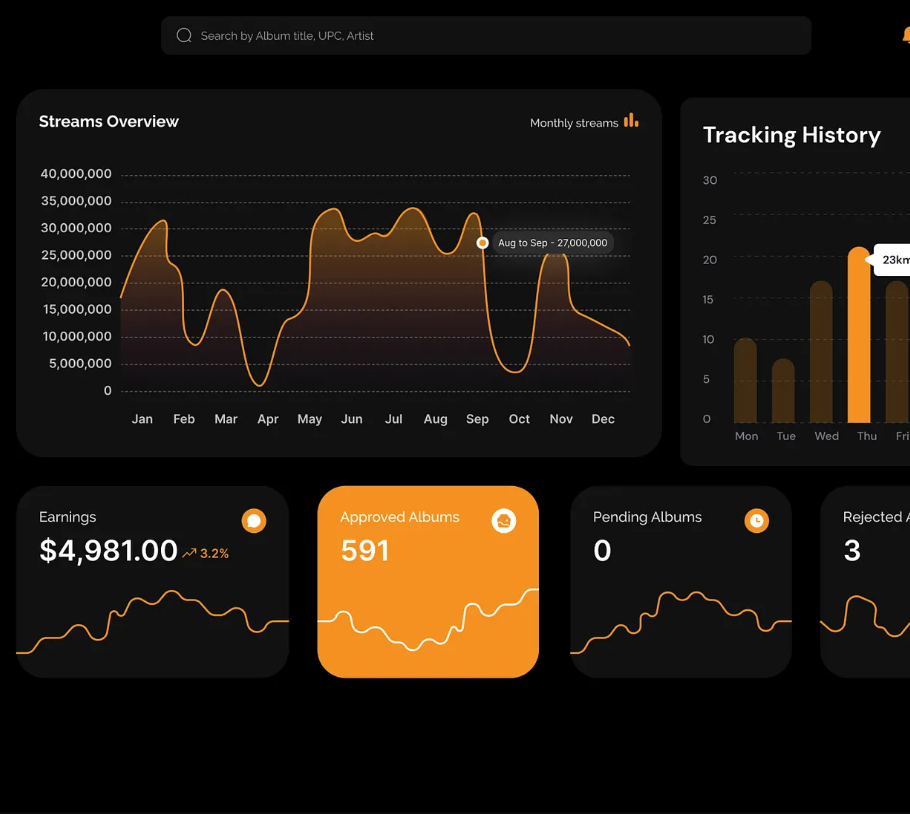 Search by Album title, UPC, Artist
Streams Overview
Monthly streams
40,000,000
35,000,000
30,000,000
25,000,000
20,000,000
15,000,000
10,000,000
5,000,000
0
Aug to Sep - 27,000,000
Jan Feb Mar Apr May Jun Jul Aug Sep Oct Nov Dec
Tracking History
30
25
20
15
10
5
0
23km
Mon Tue Wed Thu Fri
Earnings
$4,981.00 3.2%
Approved Albums
591
Pending Albums
0
Rejected A
3